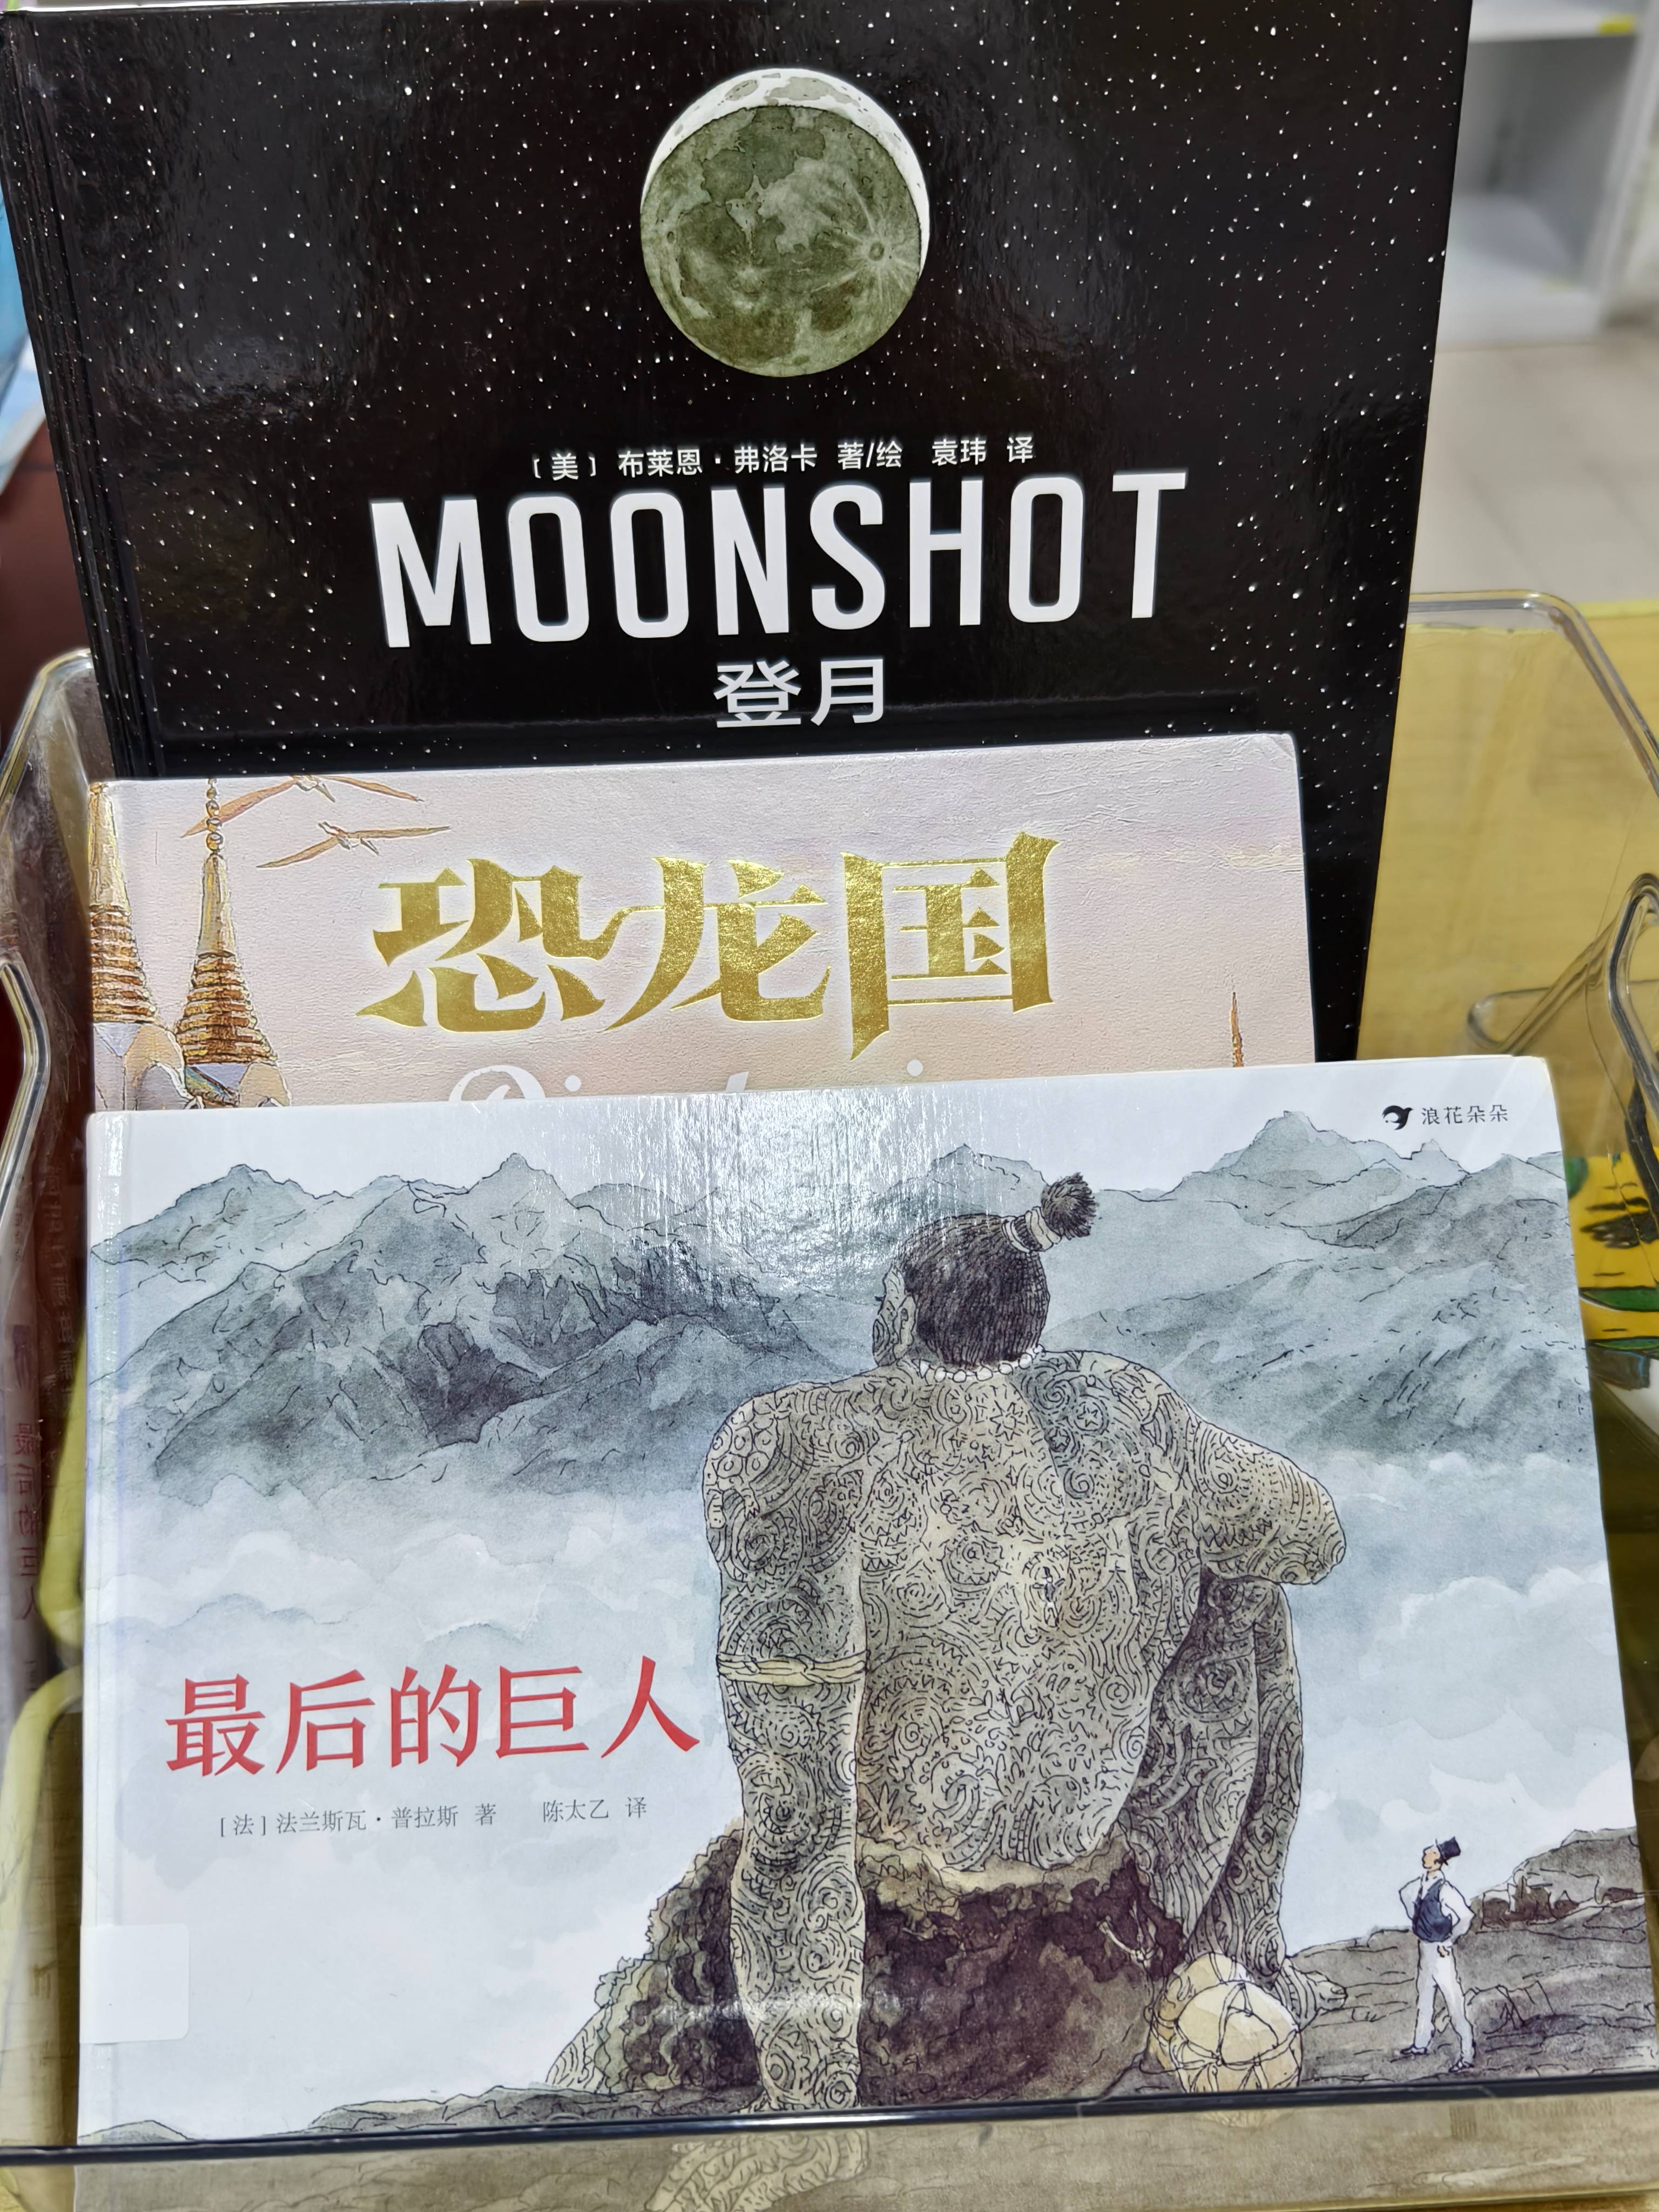 [美] 布莱恩·弗洛卡 著/绘 袁玮 译
MOONSHOT
登月
恐龙国
浪花朵朵
最后的巨人
[法] 法兰斯瓦·普拉斯 著 陈太乙 译